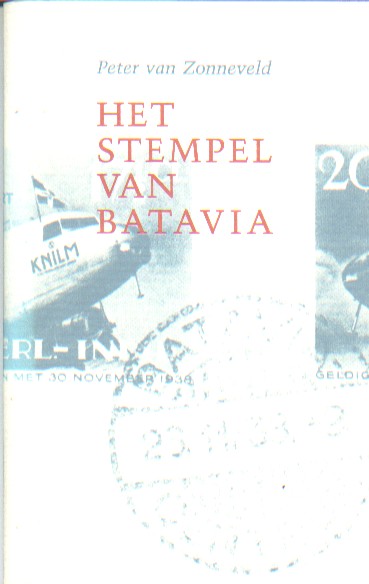 Peter van Zonneveld
HET
STEMPEL
VAN
BATAVIA
20
KNILM
ERL.-IN.
N MET 30 NOVEMBER 1938
GELDIG